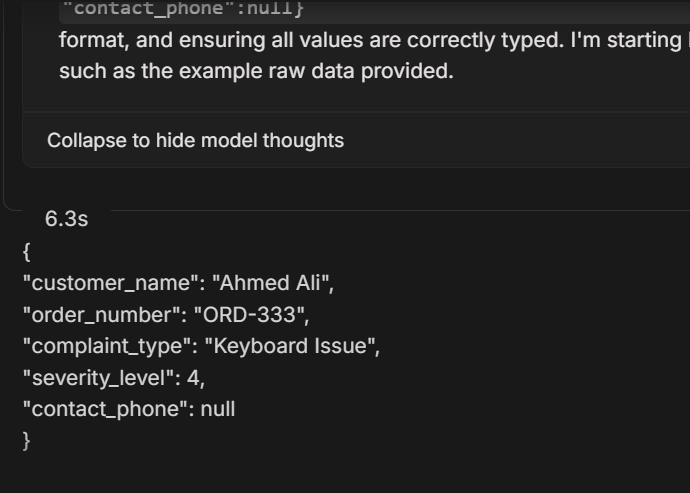 "contact_phone":null}
format, and ensuring all values are correctly typed. I'm starting
such as the example raw data provided.
Collapse to hide model thoughts
6.3s
{
"customer_name": "Ahmed Ali",
"order_number": "ORD-333",
"complaint_type": "Keyboard Issue",
"severity_level": 4,
"contact_phone": null
}